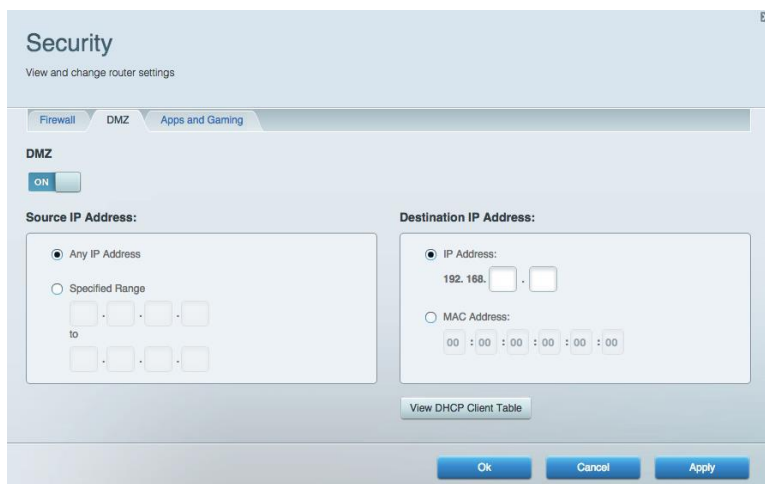 Security
View and change router settings
Firewall DMZ Apps and Gaming
DMZ
ON
Source IP Address:
Any IP Address
Specified Range
. . .
to
. . .
Destination IP Address:
IP Address:
192. 168. .
MAC Address:
00 : 00 : 00 : 00 : 00 : 00
View DHCP Client Table
Ok Cancel Apply